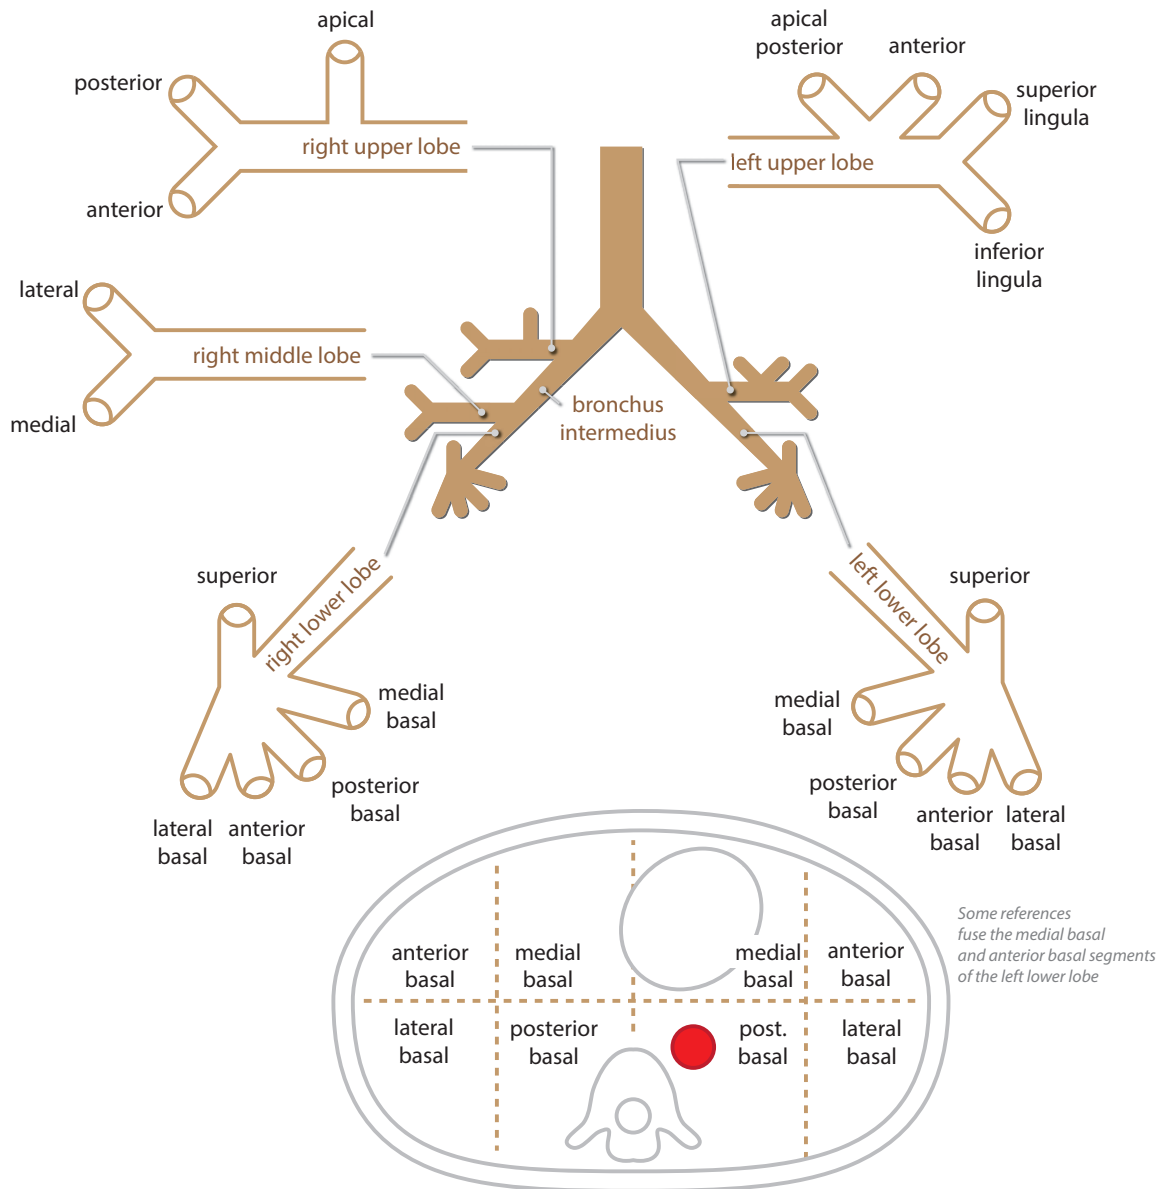 apical
posterior
right upper lobe
anterior
apical
posterior
anterior
superior
lingula
left upper lobe
inferior
lingula
lateral
right middle lobe
medial
bronchus
intermedius
superior
right lower lobe
medial
basal
posterior
basal
lateral
basal
anterior
basal
left lower lobe
superior
medial
basal
posterior
basal
anterior
basal
lateral
basal
anterior
basal
medial
basal
medial
basal
anterior
basal
lateral
basal
posterior
basal
post.
basal
lateral
basal
Some references
fuse the medial basal
and anterior basal segments
of the left lower lobe